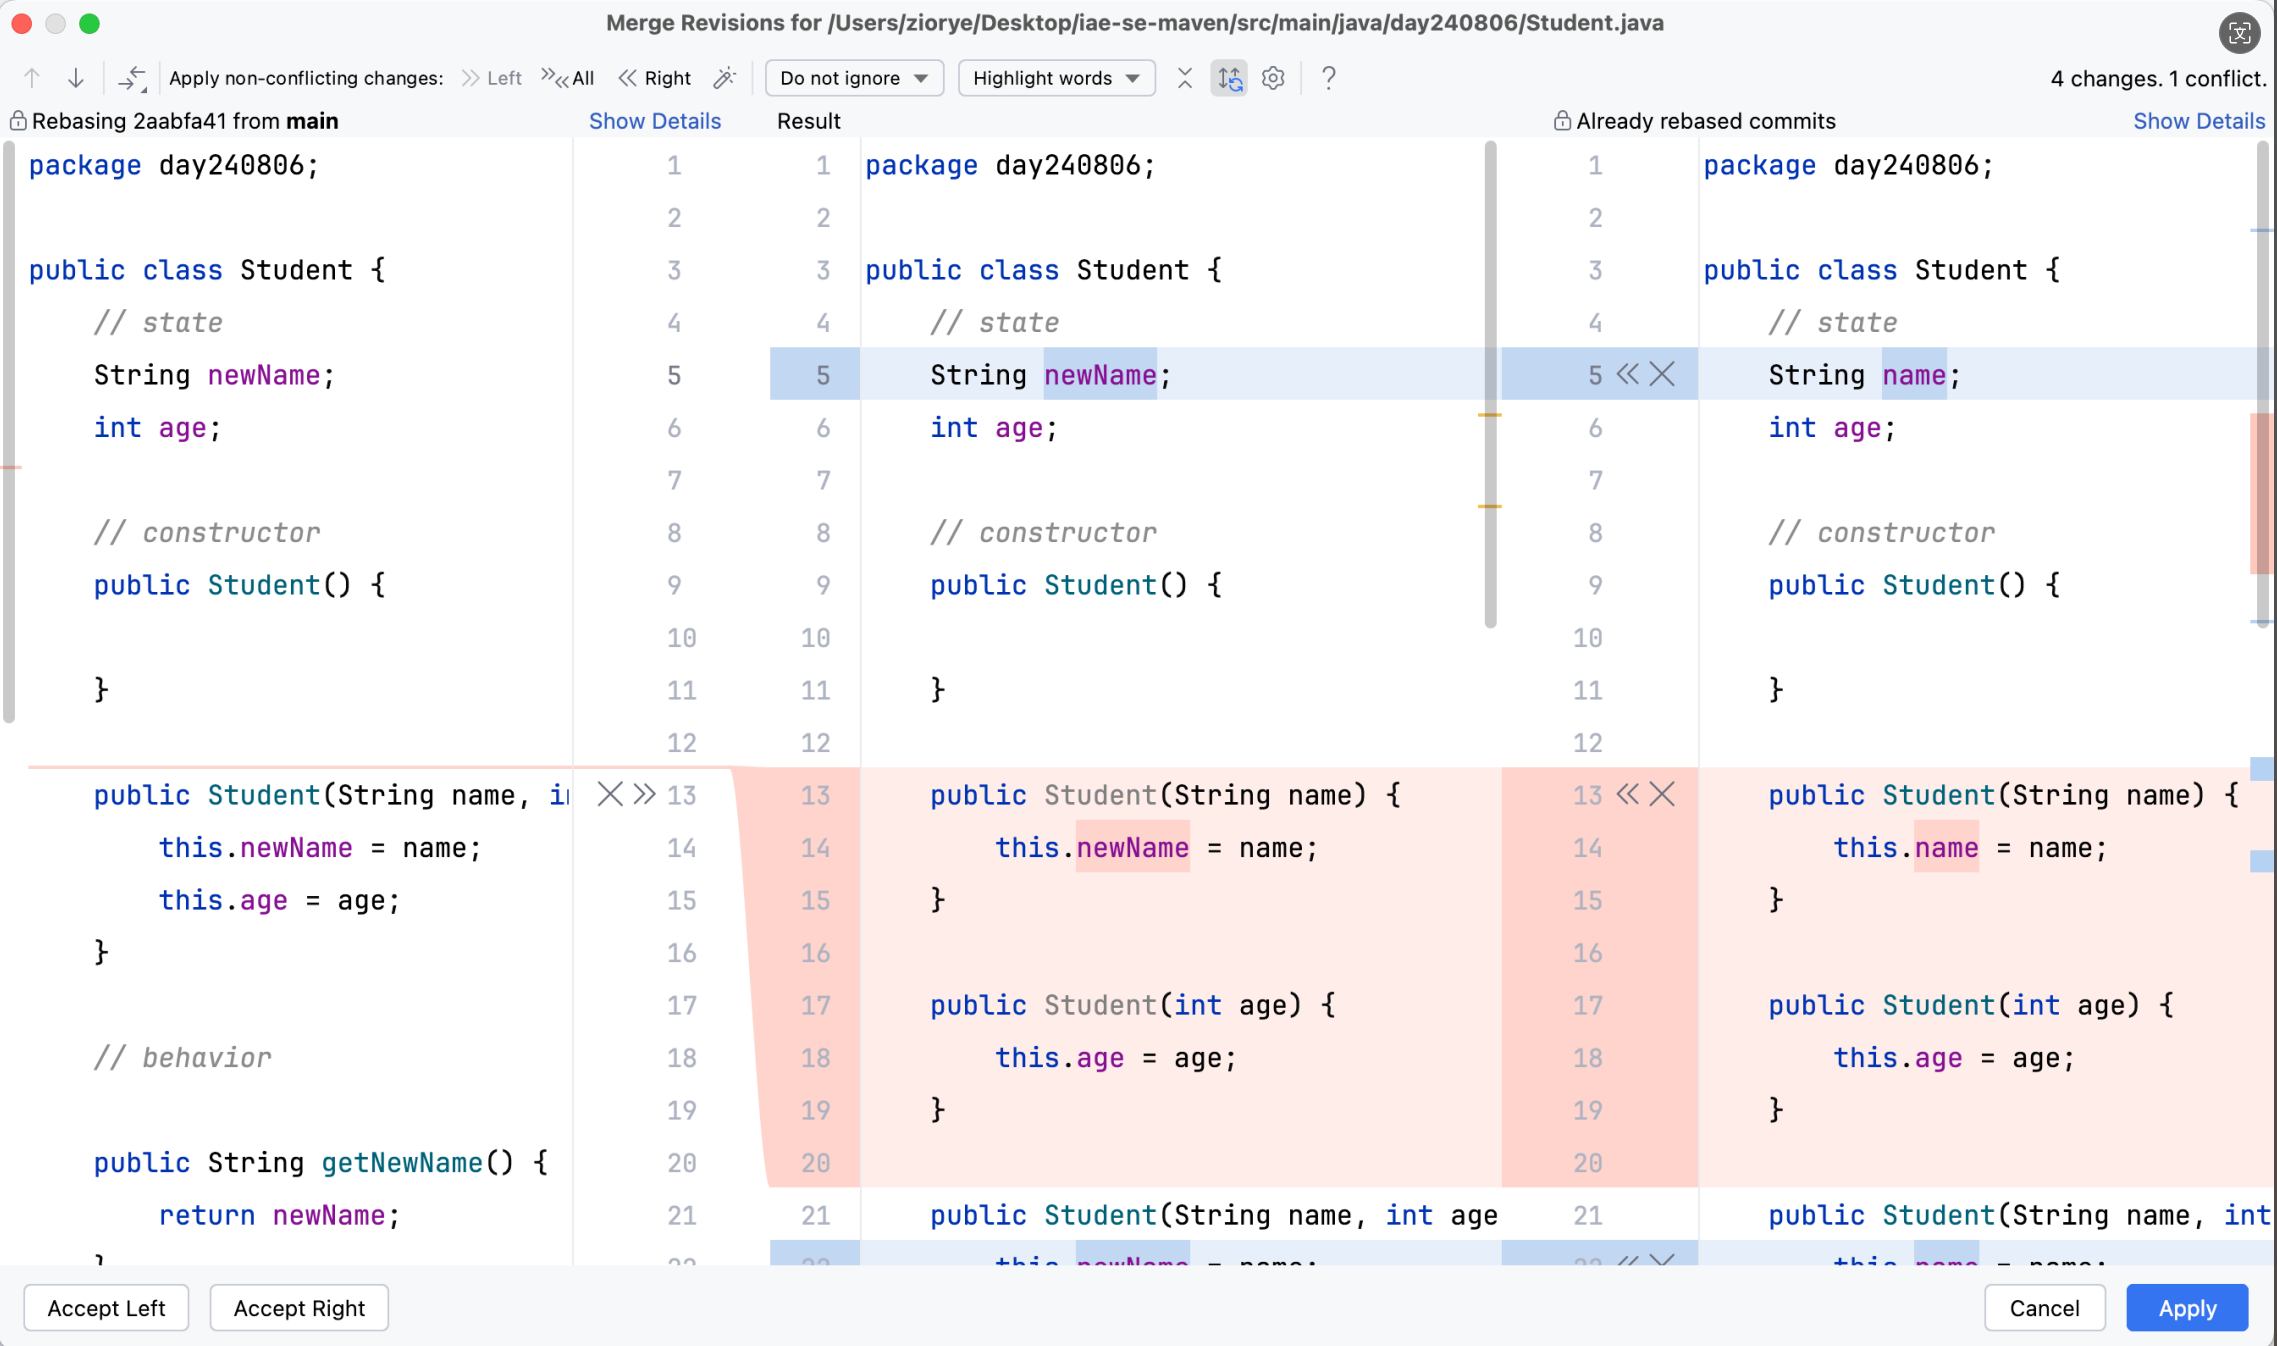 Merge Revisions for /Users/ziorye/Desktop/iae-se-maven/src/main/java/day240806/Student.java
Apply non-conflicting changes: Left All Right Do not ignore Highlight words ? 4 changes. 1 conflict.
Rebasing 2aabfa41 from main Show Details Result Already rebased commits Show Details
package day240806; 1 1 package day240806; 1 package day240806;
2 2 2
public class Student { 3 3 public class Student { 3 public class Student {
// state 4 4 // state 4 // state
String newName; 5 5 String newName; 5 String name;
int age; 6 6 int age; 6 int age;
7 7 7
// constructor 8 8 // constructor 8 // constructor
public Student() { 9 9 public Student() { 9 public Student() {
10 10 10
} 11 11 } 11 }
12 12 12
public Student(String name, in 13 13 public Student(String name) { 13 public Student(String name) {
this.newName = name; 14 14 this.newName = name; 14 this.name = name;
this.age = age; 15 15 } 15 }
} 16 16 16
17 17 public Student(int age) { 17 public Student(int age) {
// behavior 18 18 this.age = age; 18 this.age = age;
19 19 } 19 }
public String getNewName() { 20 20 20
return newName; 21 21 public Student(String name, int age 21 public Student(String name, int
} 22 22 this.newName = name; 22 this.name = name;
Accept Left Accept Right Cancel Apply